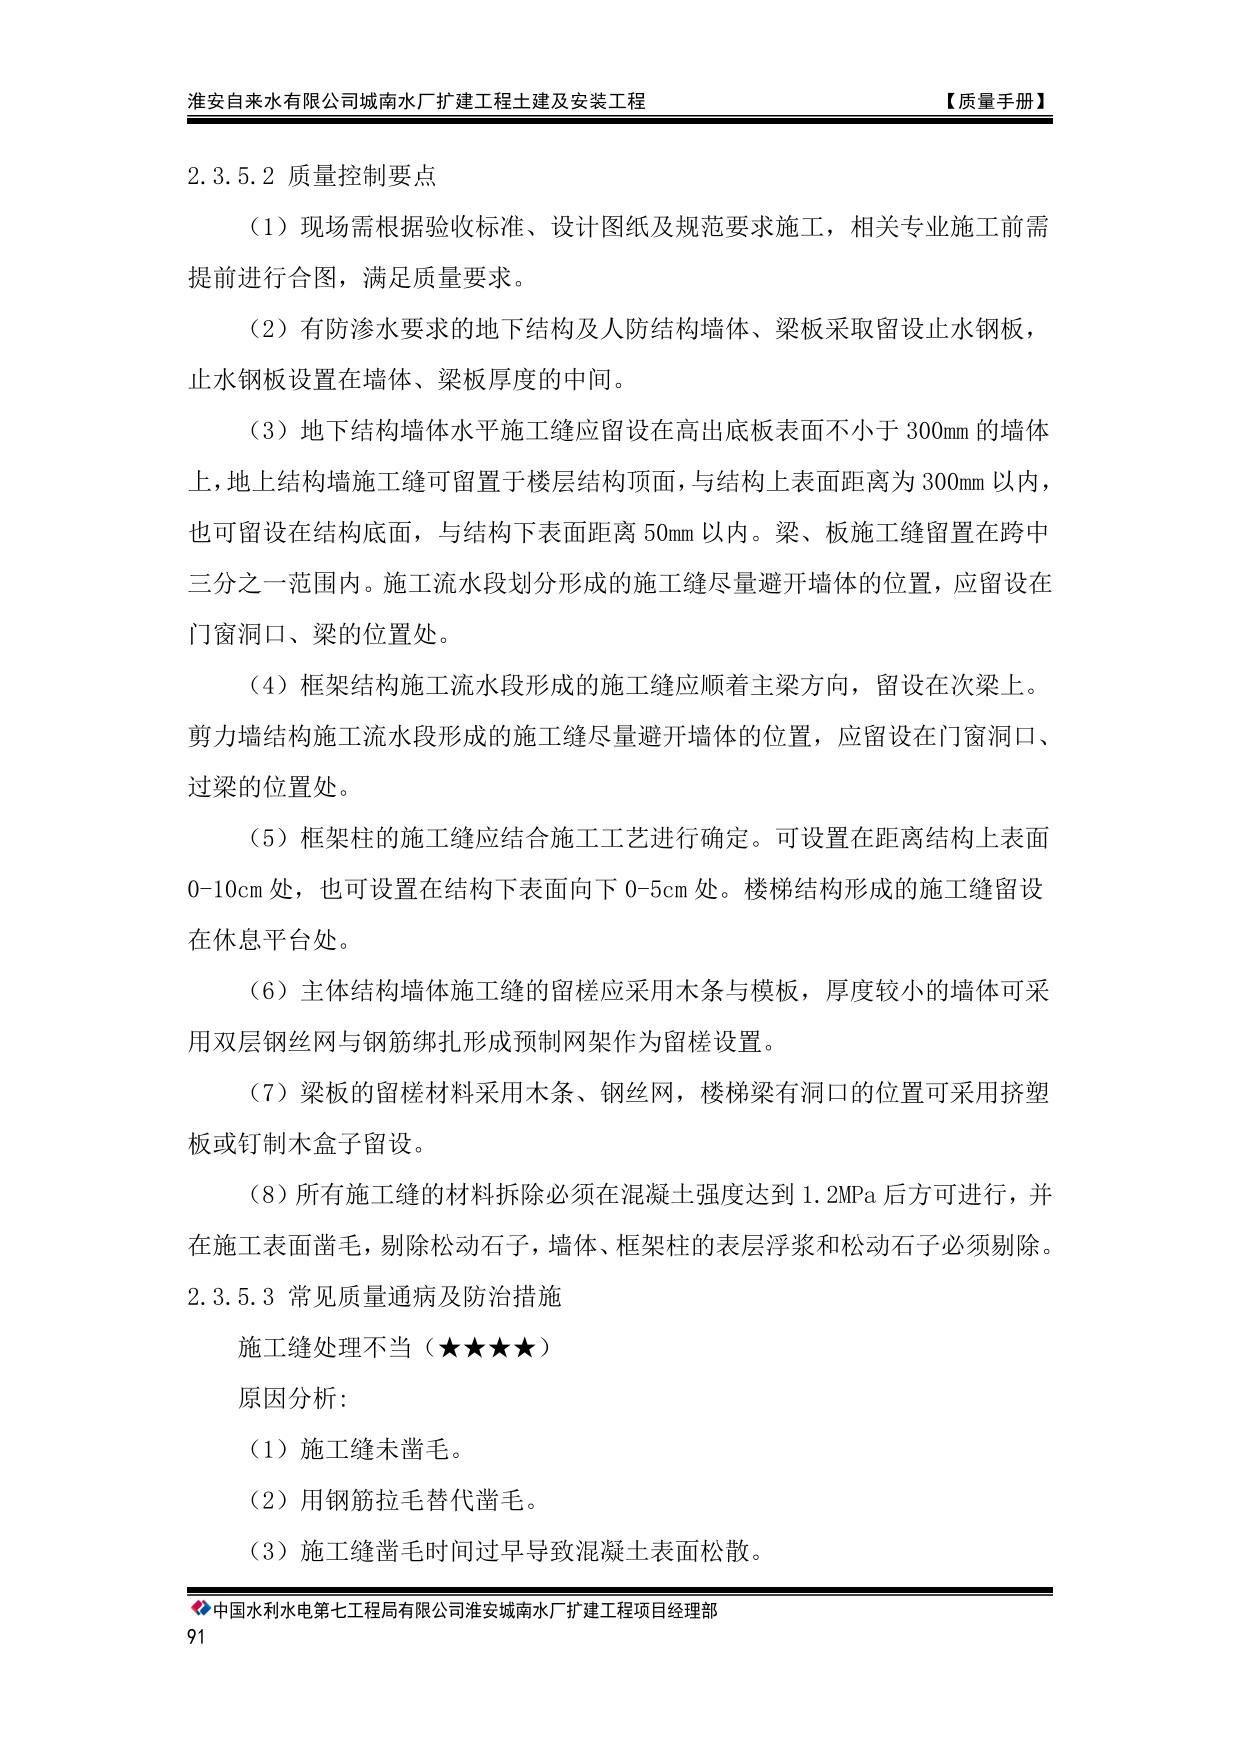 淮安自来水有限公司城南水厂扩建工程土建及安装工程 【质量手册】
2.3.5.2 质量控制要点
（1）现场需根据验收标准、设计图纸及规范要求施工，相关专业施工前需
提前进行合图，满足质量要求。
（2）有防渗水要求的地下结构及人防结构墙体、梁板采取留设止水钢板，
止水钢板设置在墙体、梁板厚度的中间。
（3）地下结构墙体水平施工缝应留设在高出底板表面不小于 300mm 的墙体
上，地上结构墙施工缝可留置于楼层结构顶面，与结构上表面距离为 300mm 以内，
也可留设在结构底面，与结构下表面距离 50mm 以内。梁、板施工缝留置在跨中
三分之一范围内。施工流水段划分形成的施工缝尽量避开墙体的位置，应留设在
门窗洞口、梁的位置处。
（4）框架结构施工流水段形成的施工缝应顺着主梁方向，留设在次梁上。
剪力墙结构施工流水段形成的施工缝尽量避开墙体的位置，应留设在门窗洞口、
过梁的位置处。
（5）框架柱的施工缝应结合施工工艺进行确定。可设置在距离结构上表面
0-10cm 处，也可设置在结构下表面向下 0-5cm 处。楼梯结构形成的施工缝留设
在休息平台处。
（6）主体结构墙体施工缝的留槎应采用木条与模板，厚度较小的墙体可采
用双层钢丝网与钢筋绑扎形成预制网架作为留槎设置。
（7）梁板的留槎材料采用木条、钢丝网，楼梯梁有洞口的位置可采用挤塑
板或钉制木盒子留设。
（8）所有施工缝的材料拆除必须在混凝土强度达到 1.2MPa 后方可进行，并
在施工表面凿毛，剔除松动石子，墙体、框架柱的表层浮浆和松动石子必须剔除。
2.3.5.3 常见质量通病及防治措施
施工缝处理不当（★★★★）
原因分析:
（1）施工缝未凿毛。
（2）用钢筋拉毛替代凿毛。
（3）施工缝凿毛时间过早导致混凝土表面松散。
中国水利水电第七工程局有限公司淮安城南水厂扩建工程项目经理部
91